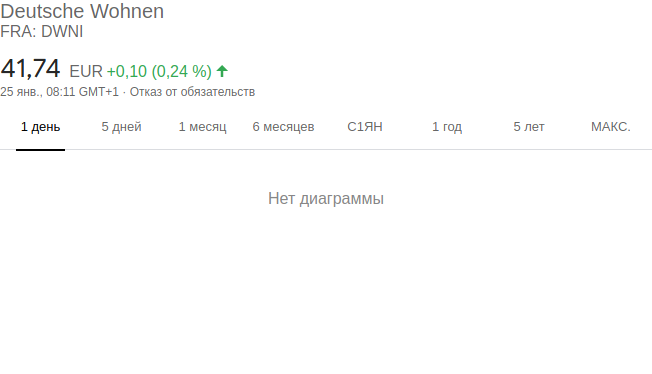 Deutsche Wohnen
FRA: DWNI
41,74 EUR +0,10 (0,24 %)
25 янв., 08:11 GMT+1 · Отказ от обязательств
1 день 5 дней 1 месяц 6 месяцев С1ЯН 1 год 5 лет МАКС.
Нет диаграммы